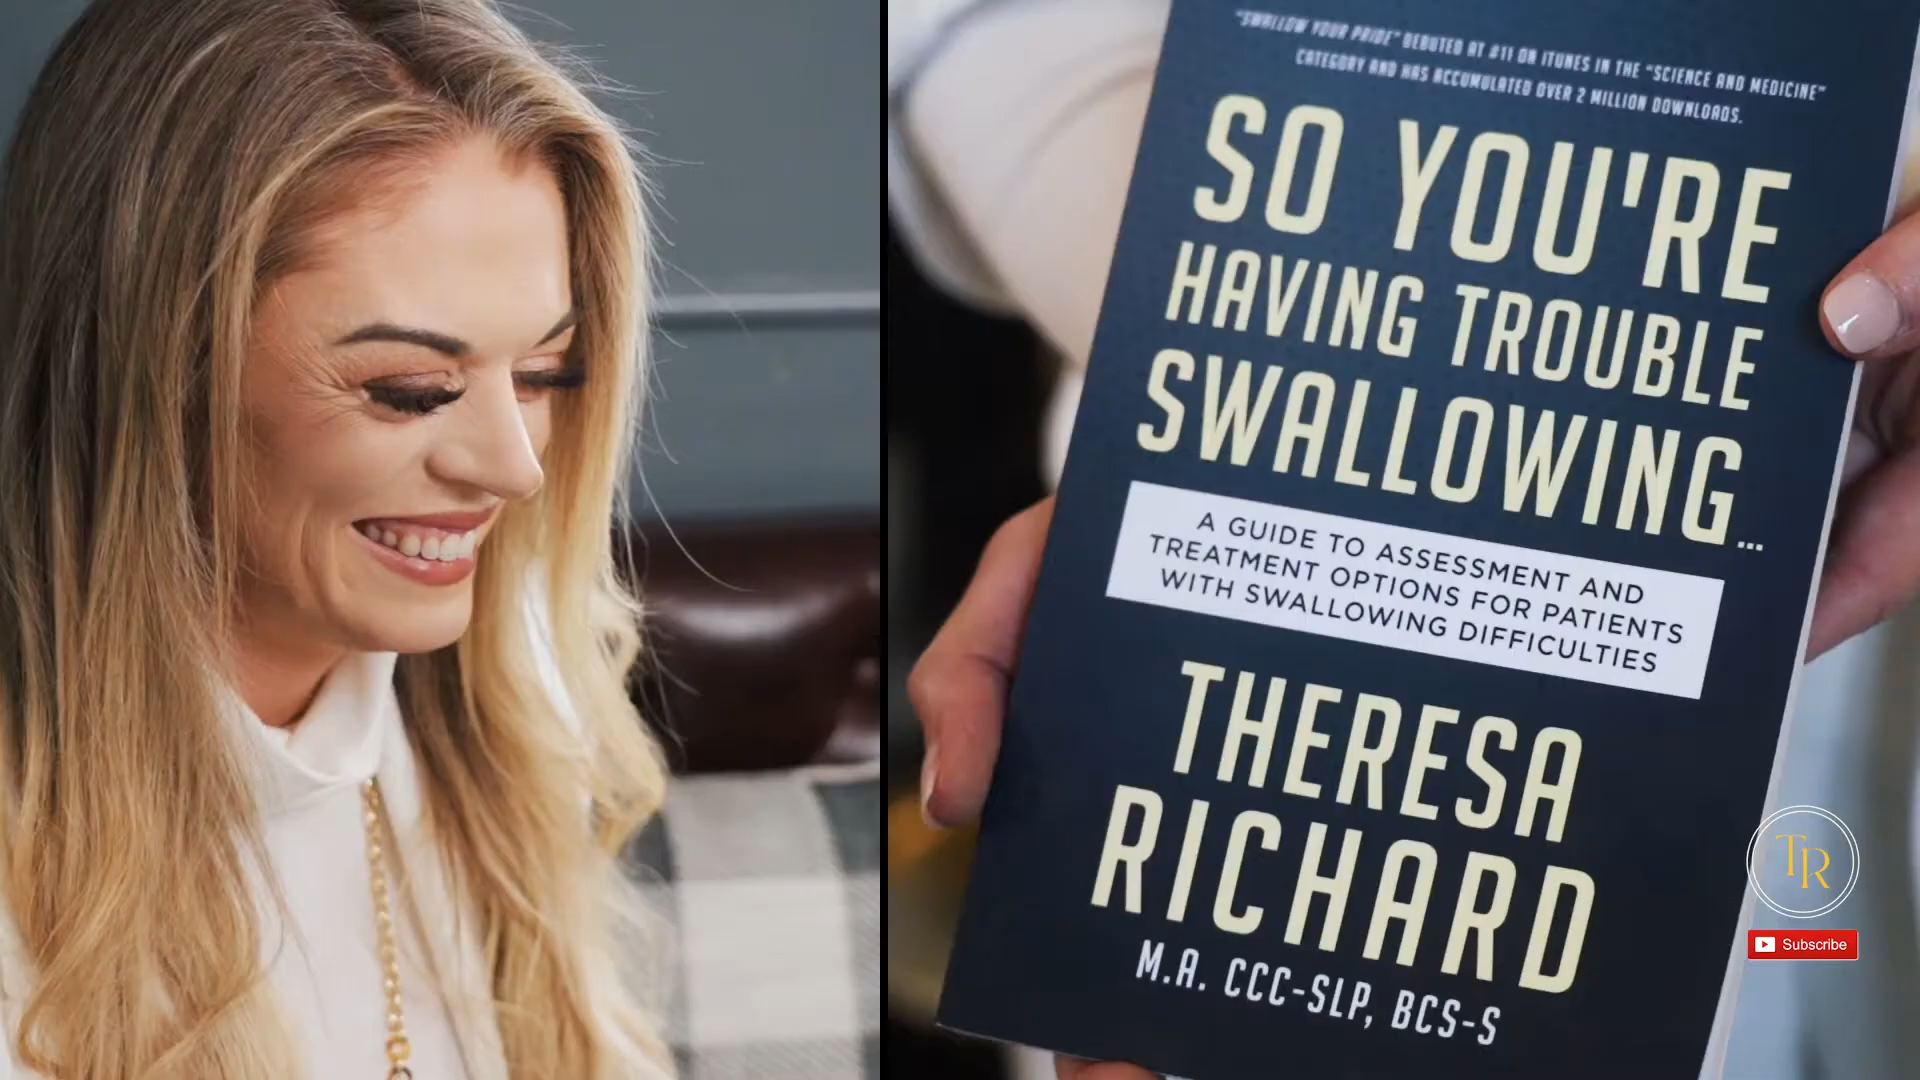 "SWALLOW YOUR PRIDE" DEBUTED AT #11 ON ITUNES IN THE "SCIENCE AND MEDICINE"
CATEGORY AND HAS ACCUMULATED OVER 2 MILLION DOWNLOADS.
SO YOU'RE
HAVING TROUBLE
SWALLOWING...
A GUIDE TO ASSESSMENT AND
TREATMENT OPTIONS FOR PATIENTS
WITH SWALLOWING DIFFICULTIES
THERESA
RICHARD
M.A. CCC-SLP, BCS-S
TR
Subscribe